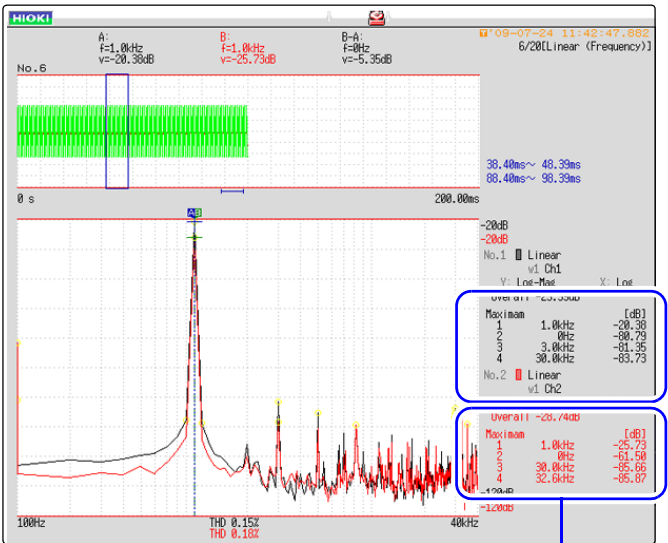 HIOKI
'09-07-24 11:42:47.882
A: B: B-A:
f=1.0kHz f=1.0kHz f=0Hz
v=-20.38dB v=-25.73dB v=-5.35dB
6/20[Linear (Frequency)]
No.6
38.40ms~ 48.39ms
88.40ms~ 98.39ms
0 s 200.00ms
AB
-20dB
-20dB
No.1 Linear
w1 Ch1
Y: Log-Mag X: Log
Overall
Maximam [dB]
1 1.0kHz -20.38
2 0Hz -80.79
3 3.0kHz -81.35
4 30.0kHz -83.73
No.2 Linear
w1 Ch2
Overall -28.74dB
Maximam [dB]
1 1.0kHz -25.73
2 0Hz -61.50
3 30.0kHz -85.66
4 32.6kHz -85.87
-120dB
-120dB
100Hz THD 0.15% 40kHz
THD 0.18%